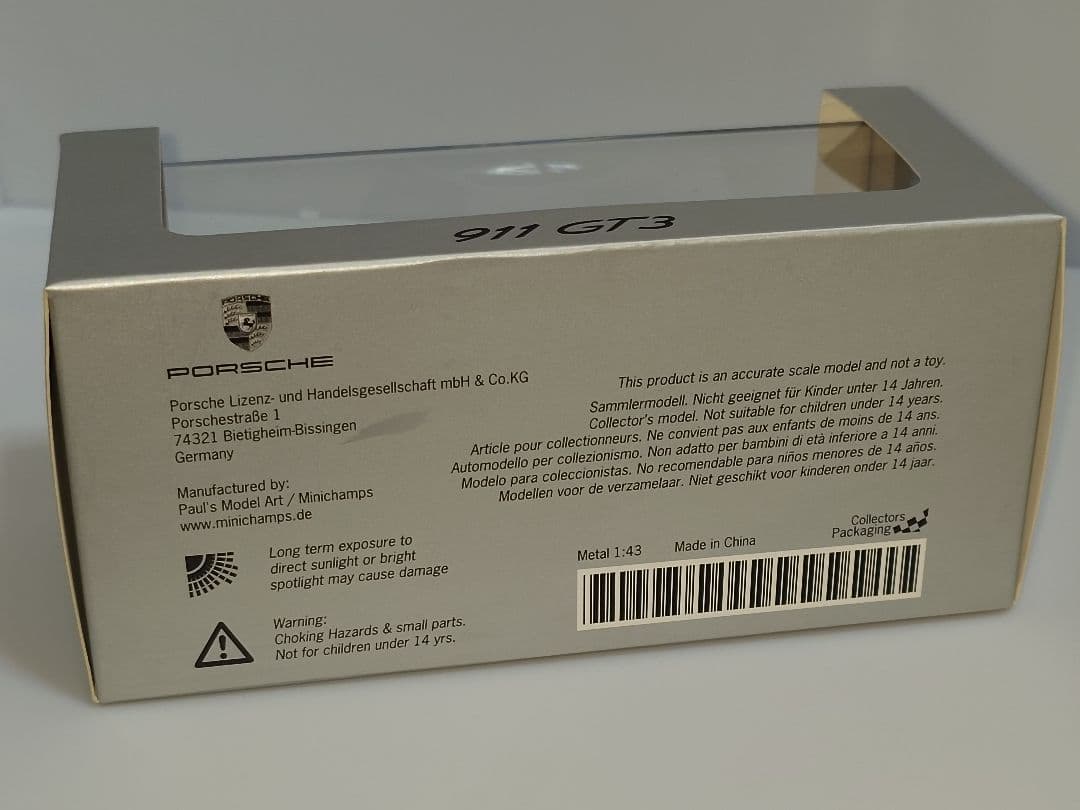 911 GT3
PORSCHE
PORSCHE
Porsche Lizenz- und Handelsgesellschaft mbH & Co.KG
Porschestraße 1
74321 Bietigheim-Bissingen
Germany
Manufactured by:
Paul's Model Art / Minichamps
www.minichamps.de
Long term exposure to
direct sunlight or bright
spotlight may cause damage
Warning:
Choking Hazards & small parts.
Not for children under 14 yrs.
This product is an accurate scale model and not a toy.
Sammlermodell. Nicht geeignet für Kinder unter 14 Jahren.
Collector's model. Not suitable for children under 14 years.
Article pour collectionneurs. Ne convient pas aux enfants de moins de 14 ans.
Automodello per collezionismo. Non adatto per bambini di età inferiore a 14 anni.
Modelo para coleccionistas. No recomendable para niños menores de 14 años.
Modellen voor de verzamelaar. Niet geschikt voor kinderen onder 14 jaar.
Collectors
Packaging
Metal 1:43 Made in China